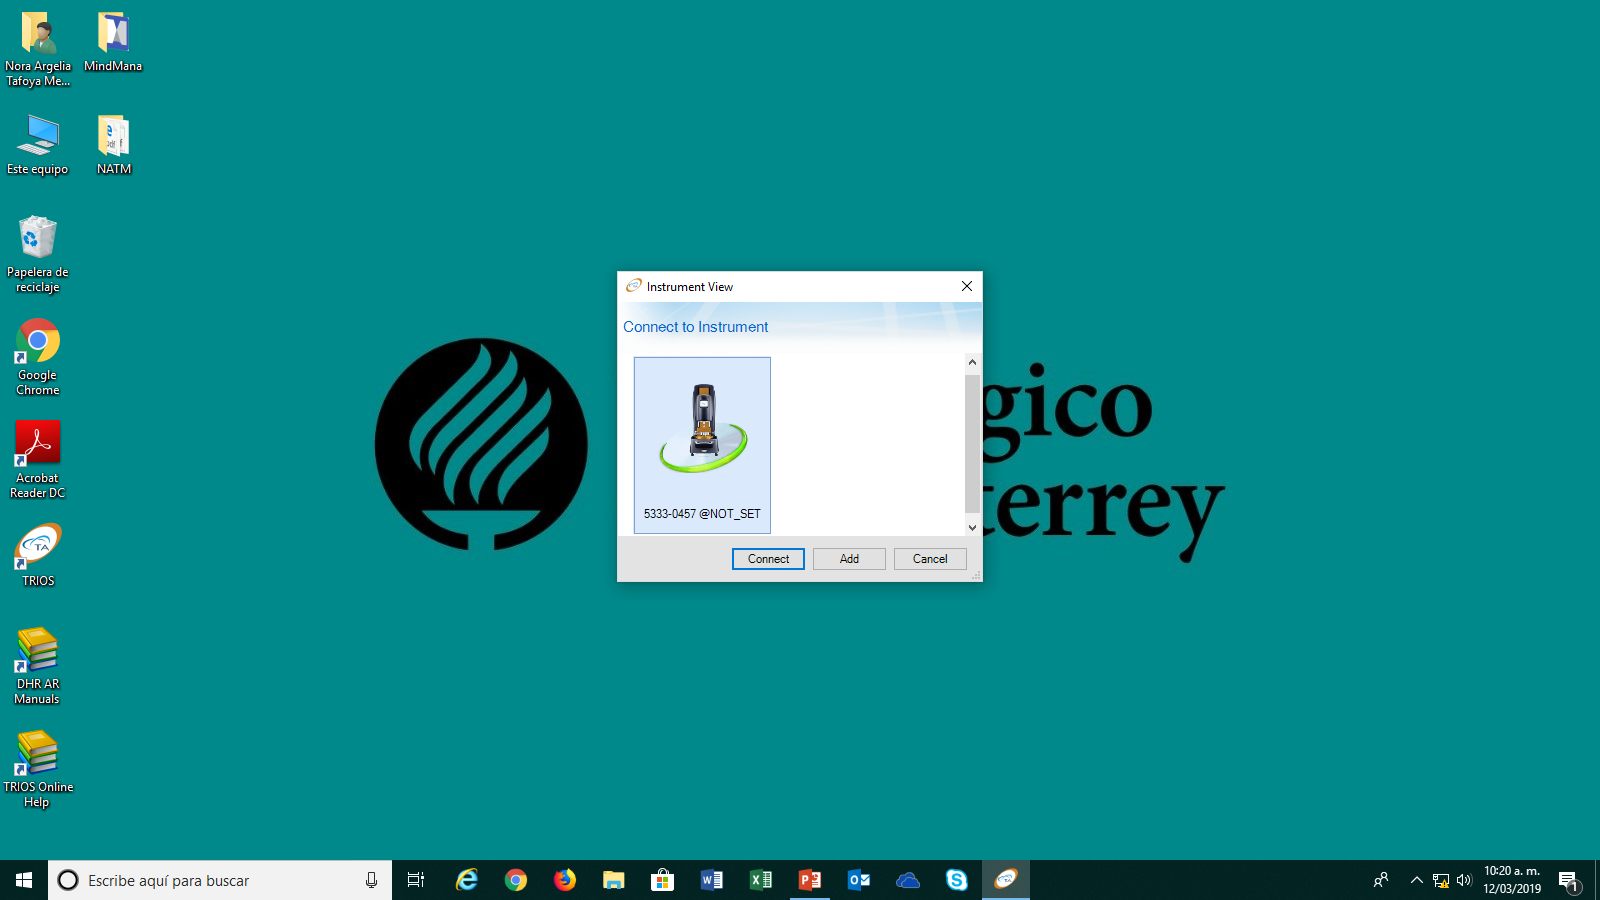 Nora Argelia
Tafoya Me...
MindMana
Este equipo
NATM
Papelera de
reciclaje
Google
Chrome
Acrobat
Reader DC
TA
TRIOS
DHR AR
Manuals
TRIOS Online
Help
Instrument View
Connect to Instrument
5333-0457 @NOT_SET
Connect
Add
Cancel
gico
terrey
Escribe aquí para buscar
10:20 a. m.
12/03/2019
1